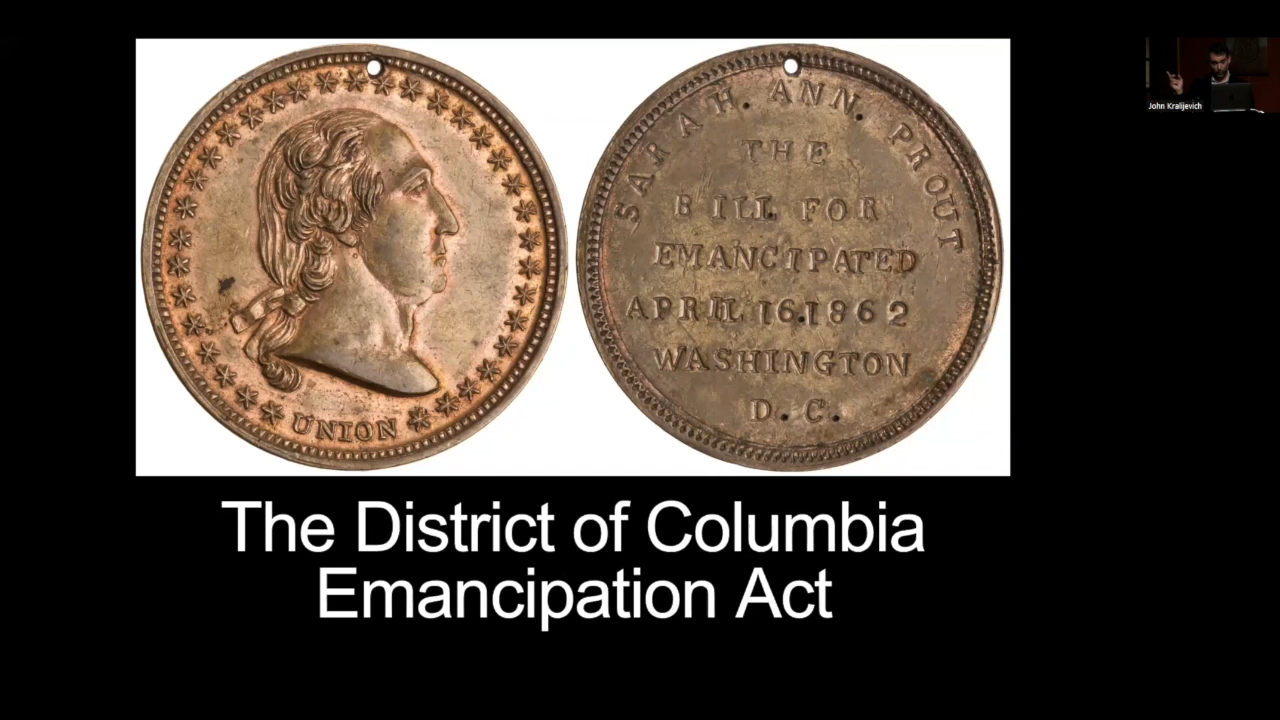 UNION
SARAH. ANN. PROUT
THE
BILL FOR
EMANCIPATED
APRIL 16.1862
WASHINGTON
D. C.
The District of Columbia
Emancipation Act
John Kralijevich